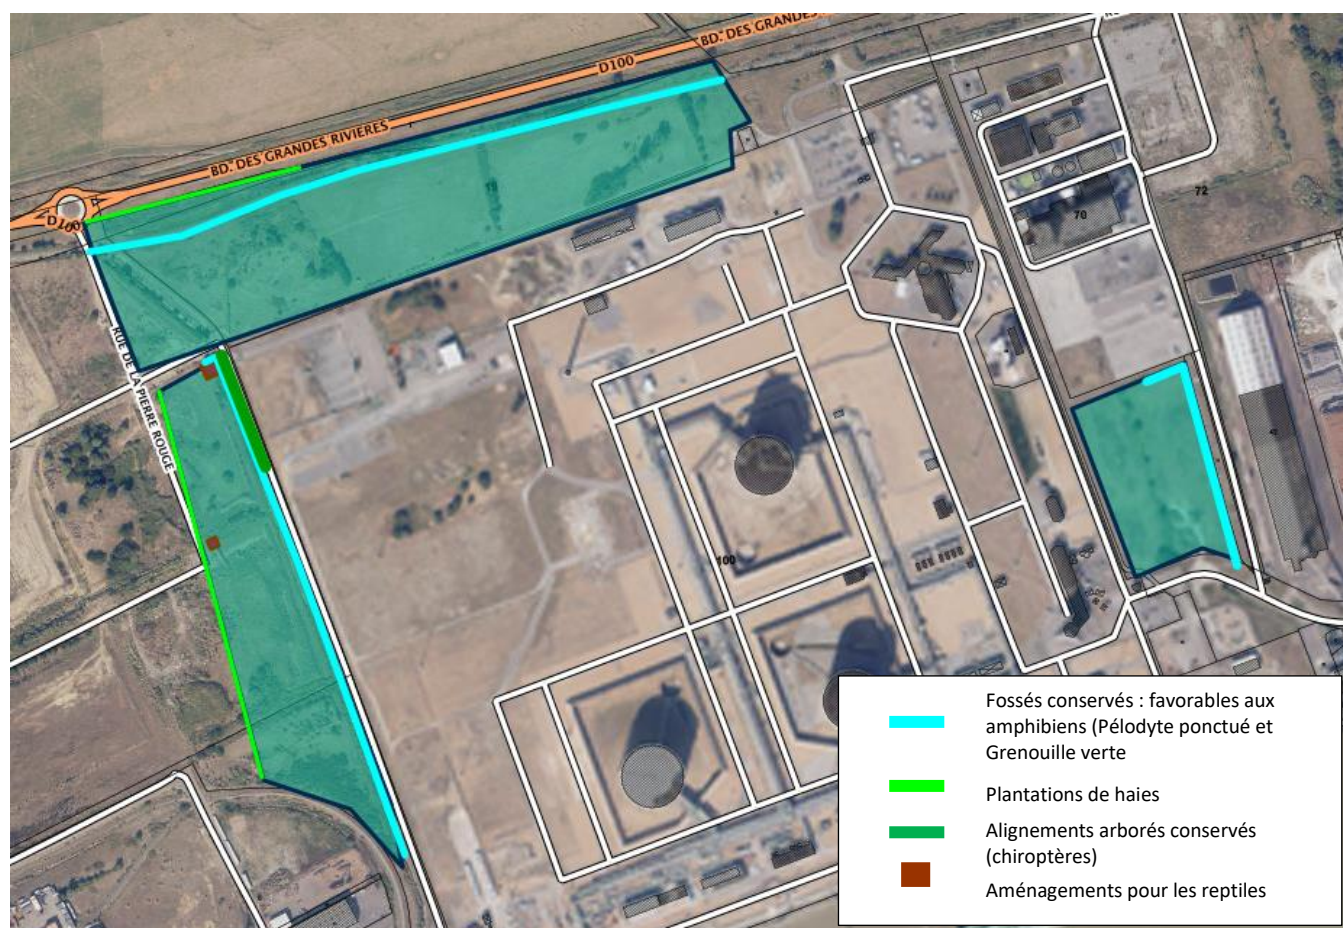 BD. DES GRANDES
D100
BD. DES GRANDES RIVIERES
D100
72
70
RUE DE LA PIERRE ROUGE
100
Fossés conservés : favorables aux
amphibiens (Pélodyte ponctué et
Grenouille verte
Plantations de haies
Alignements arborés conservés
(chiroptères)
Aménagements pour les reptiles